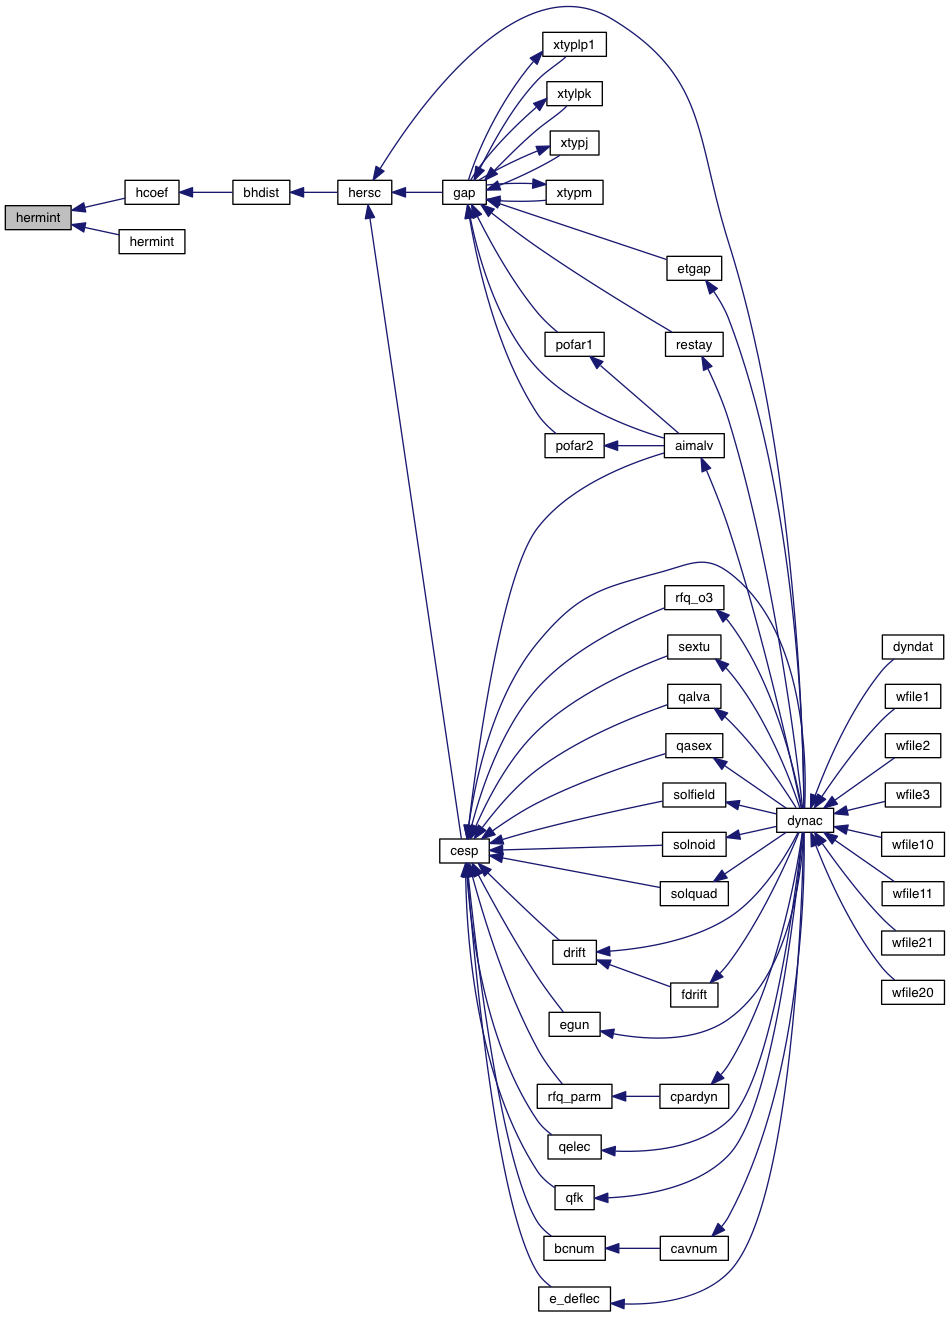 xtyplp1
xtylpk
xtypj
hcoef
bhdist
hersc
gap
xtypm
hermint
hermint
etgap
pofar1
restay
pofar2
aimalv
rfq_o3
sextu
dyndat
qalva
wfile1
qasex
wfile2
solfield
wfile3
dynac
solnoid
wfile10
cesp
solquad
wfile11
drift
wfile21
fdrift
wfile20
egun
rfq_parm
cpardyn
qelec
qfk
bcnum
cavnum
e_deflec